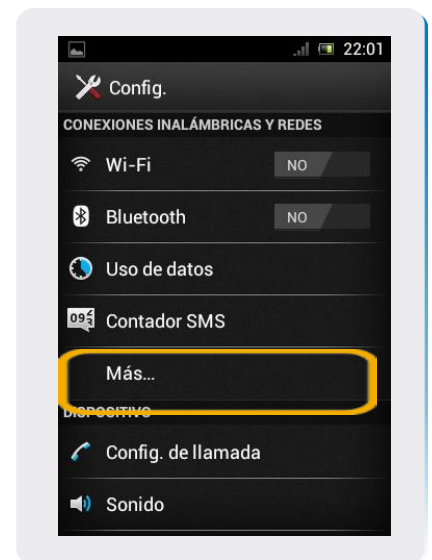 22:01
Config.
CONEXIONES INALÁMBRICAS Y REDES
Wi-Fi NO
Bluetooth NO
Uso de datos
Contador SMS
Más...
DISPOSITIVO
Config. de llamada
Sonido